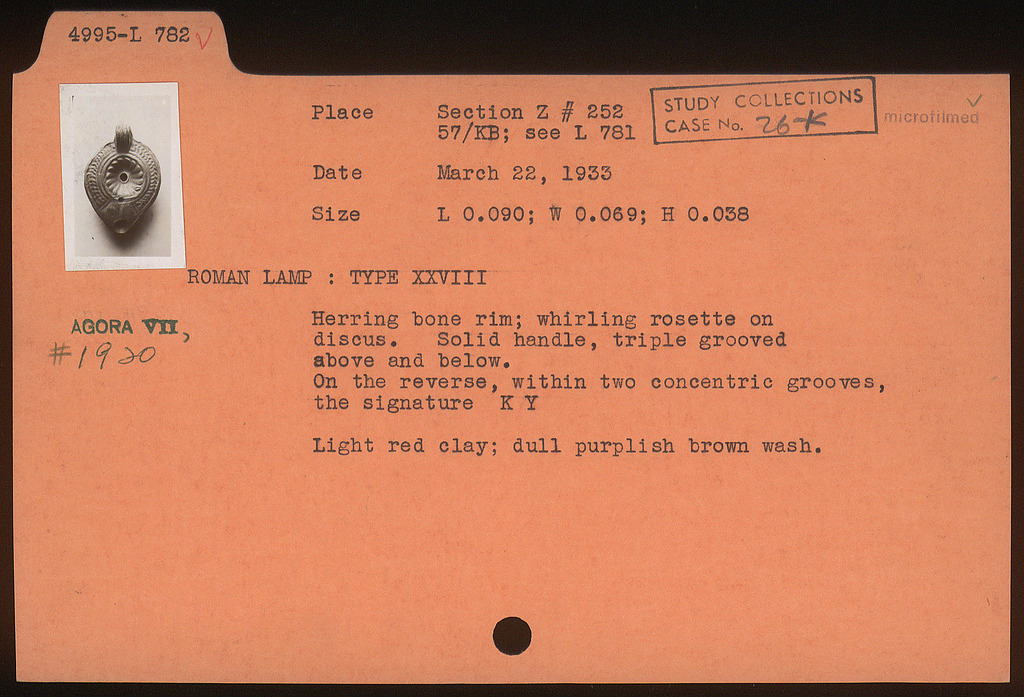 4995-L 782 √
Place Section Z # 252
57/KB; see L 781
STUDY COLLECTIONS
CASE No. 26-K
microfilmed ✓
Date March 22, 1933
Size L 0.090; W 0.069; H 0.038
ROMAN LAMP : TYPE XXVIII
AGORA VII,
#1920
Herring bone rim; whirling rosette on
discus. Solid handle, triple grooved
above and below.
On the reverse, within two concentric grooves,
the signature K Y
Light red clay; dull purplish brown wash.